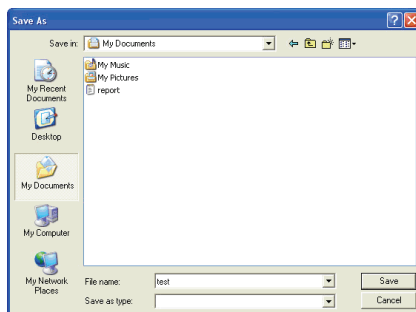 Save As
Save in:
My Documents
My Recent
Documents
Desktop
My Documents
My Computer
My Network
Places
My Music
My Pictures
report
File name:
test
Save
Save as type:
Cancel